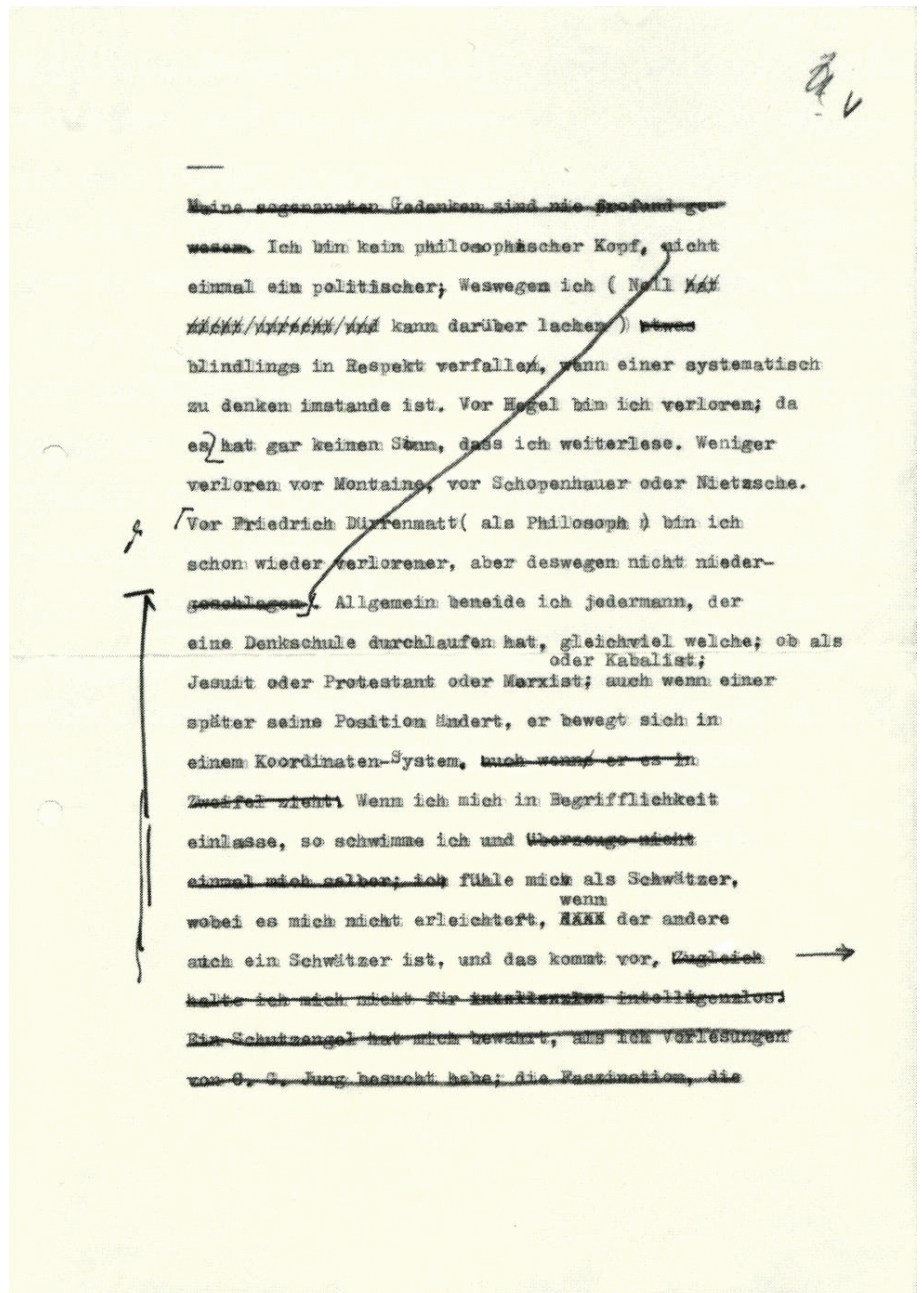 Meine sogenannten Gedanken sind nie profund ge-
wesen. Ich bin kein philosophischer Kopf, nicht
einmal ein politischer; Weswegen ich ( Noll hat
nicht unrecht und kann darüber lachen ) etwas
blindlings in Respekt verfallen, wenn einer systematisch
zu denken imstande ist. Vor Hegel bin ich verloren; da
es hat gar keinen Sinn, dass ich weiterlese. Weniger
verloren vor Montaine, vor Schopenhauer oder Nietzsche.
Vor Friedrich Dürrenmatt( als Philosoph ) bin ich
schon wieder verlorener, aber deswegen nicht nieder-
geschlagen. Allgemein beneide ich jedermann, der
eine Denkschule durchlaufen hat, gleichviel welche; ob als
oder Kabalist;
Jesuit oder Protestant oder Marxist; auch wenn einer
später seine Position ändert, er bewegt sich in
einem Koordinaten-System, auch wenn er es in
Zweifel zieht. Wenn ich mich in Begrifflichkeit
einlasse, so schwimme ich und überzeuge nicht
einmal mich selber; ich fühle mich als Schwätzer,
wenn
wobei es mich nicht erleichtert, der andere
auch ein Schwätzer ist, und das kommt vor. Zugleich
halte ich mich nicht für intelligenzlos.
Ein Schutzengel hat mich bewahrt, als ich Vorlesungen
von C. G. Jung besucht habe; die Faszination, die